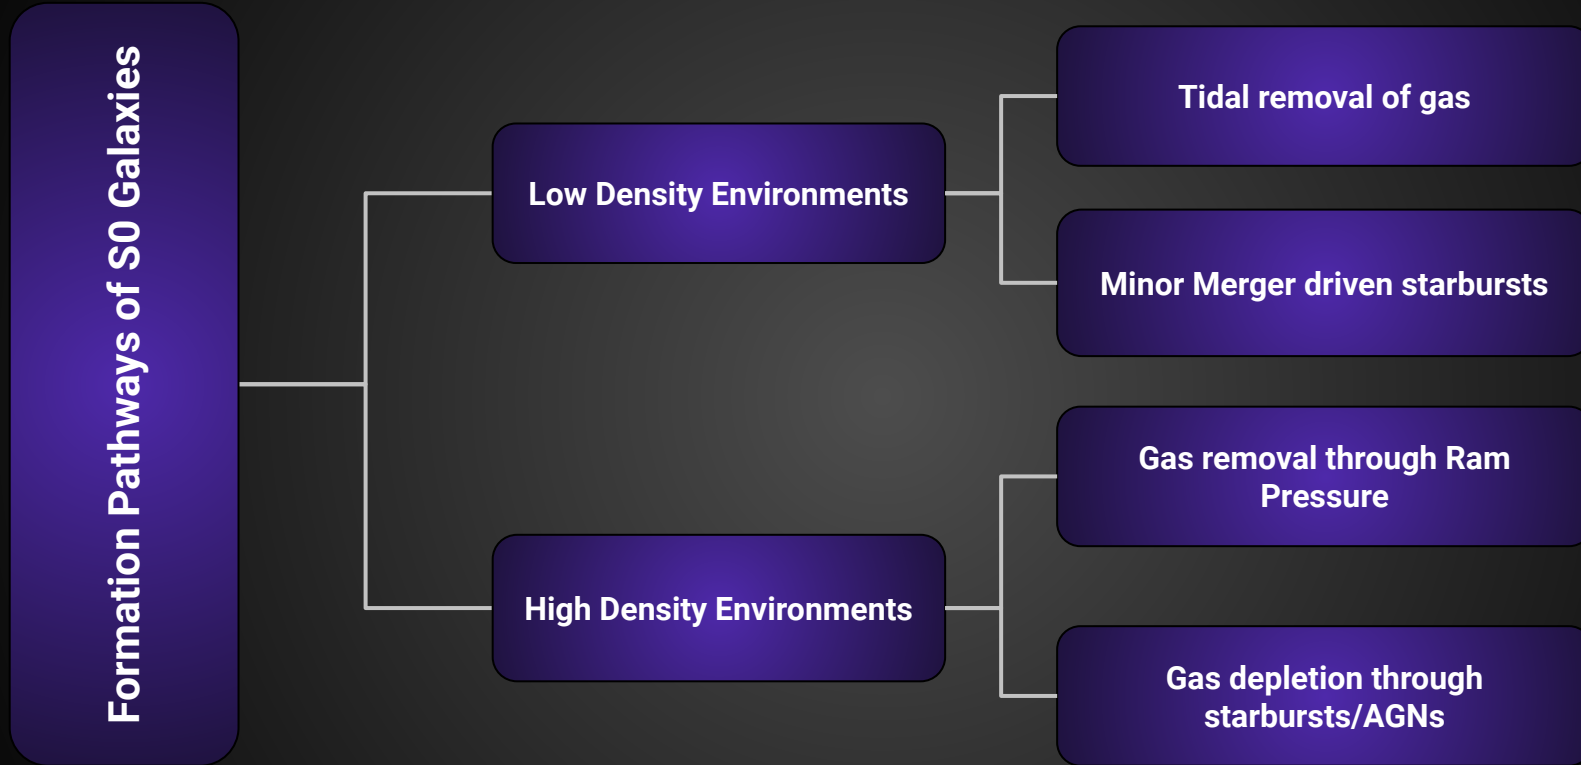 Formation Pathways of S0 Galaxies
Low Density Environments
Tidal removal of gas
Minor Merger driven starbursts
High Density Environments
Gas removal through Ram
Pressure
Gas depletion through
starbursts/AGNs